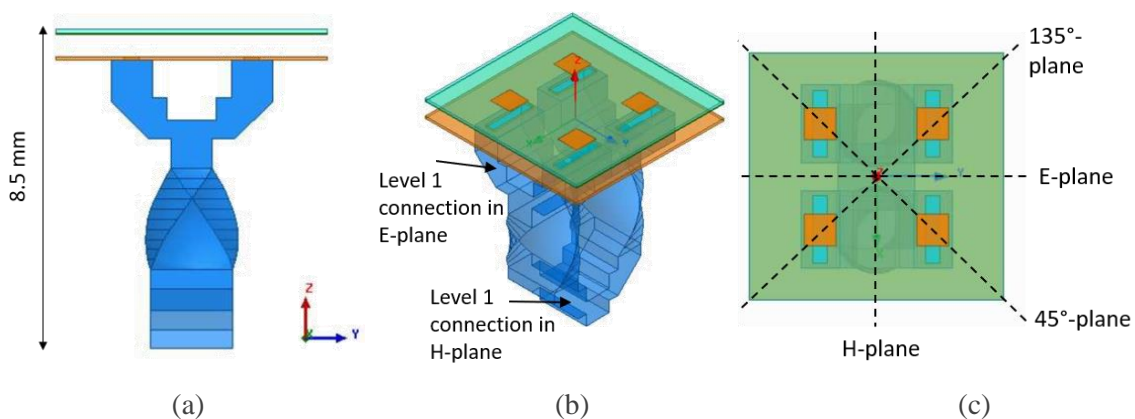 8.5 mm
Z
X
Y
(a)
Z
X
Y
Level 1
connection in
E-plane
Level 1
connection in
H-plane
(b)
135°-
plane
Y
E-plane
45°-plane
H-plane
(c)